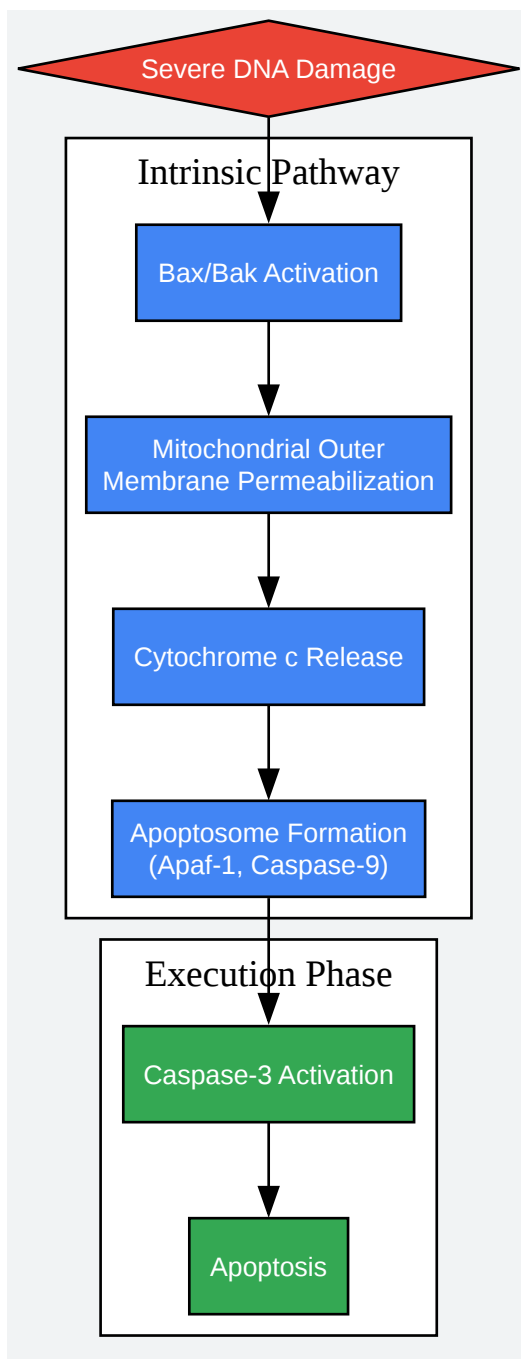 Severe DNA Damage
Intrinsic Pathway
Bax/Bak Activation
Mitochondrial Outer
Membrane Permeabilization
Cytochrome c Release
Apoptosome Formation
(Apaf-1, Caspase-9)
Execution Phase
Caspase-3 Activation
Apoptosis